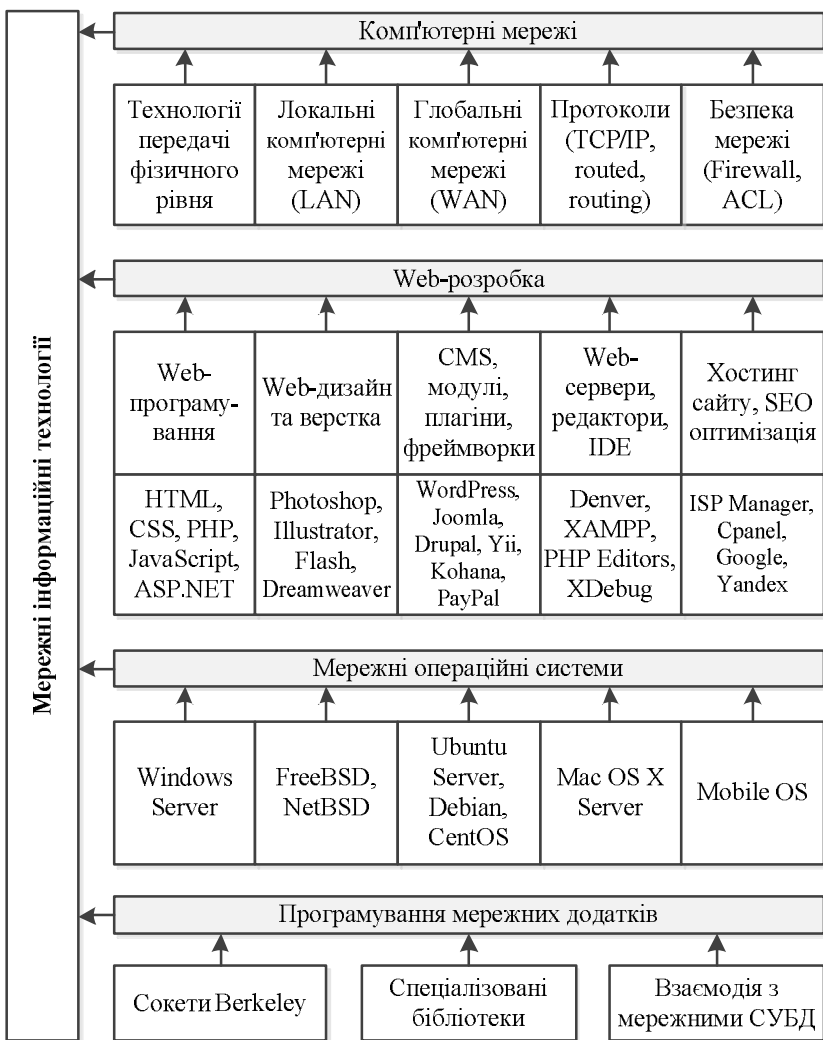 Мережні інформаційні технології
Комп'ютерні мережі
Технології
передачі
фізичного
рівня
Локальні
комп'ютерні
мережі
(LAN)
Глобальні
комп'ютерні
мережі
(WAN)
Протоколи
(TCP/IP,
routed,
routing)
Безпека
мережі
(Firewall,
ACL)
Web-розробка
Web-
програму-
вання
Web-дизайн
та верстка
CMS,
модулі,
плагіни,
фреймворки
Web-
сервери,
редактори,
IDE
Хостинг
сайту, SEO
оптимізація
HTML,
CSS, PHP,
JavaScript,
ASP.NET
Photoshop,
Illustrator,
Flash,
Dreamweaver
WordPress,
Joomla,
Drupal, Yii,
Kohana,
PayPal
Denver,
XAMPP,
PHP Editors,
XDebug
ISP Manager,
Cpanel,
Google,
Yandex
Мережні операційні системи
Windows
Server
FreeBSD,
NetBSD
Ubuntu
Server,
Debian,
CentOS
Mac OS X
Server
Mobile OS
Програмування мережних додатків
Сокети Berkeley
Спеціалізовані
бібліотеки
Взаємодія з
мережними СУБД